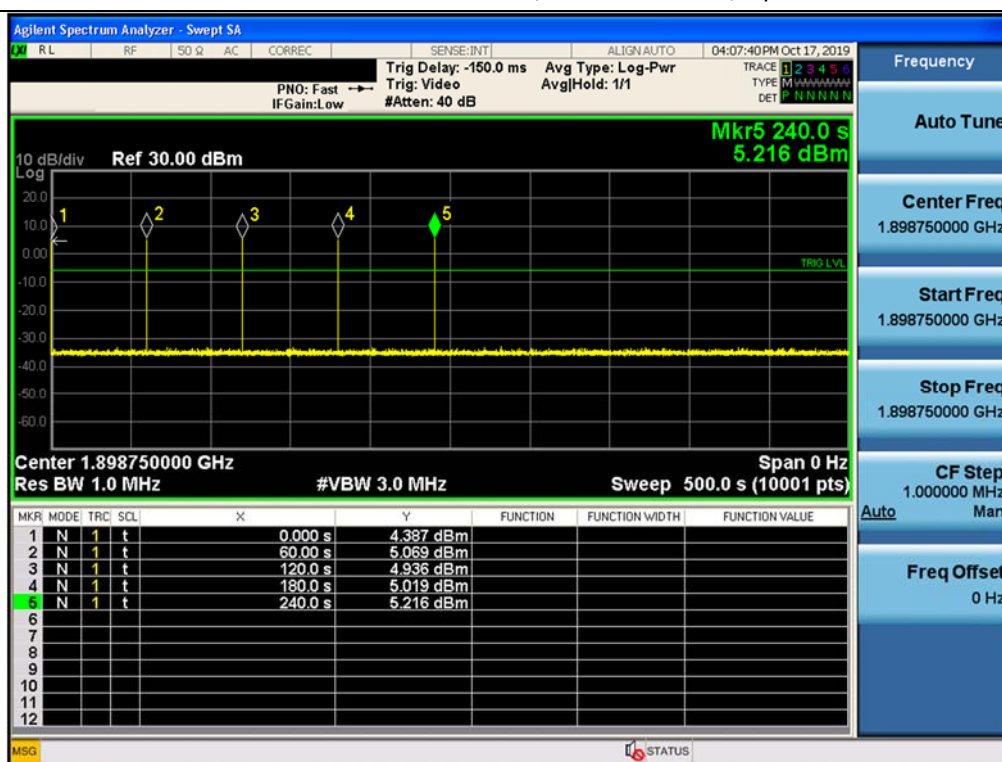 Agilent Spectrum Analyzer - Swept SA
LXI RL RF 50 Ω AC CORREC SENSE:INT ALIGN AUTO 04:07:40 PM Oct 17, 2019
Trig Delay: -150.0 ms Avg Type: Log-Pwr TRACE 1 2 3 4 5 6
PNO: Fast Trig: Video Avg|Hold: 1/1 TYPE M
IFGain:Low #Atten: 40 dB DET P N N N N N
Mkr5 240.0 s
10 dB/div Ref 30.00 dBm 5.216 dBm
Log
20.0
1 2 3 4 5
10.0
0.00
TRIG LVL
-10.0
-20.0
-30.0
-40.0
-50.0
-60.0
Center 1.898750000 GHz Span 0 Hz
Res BW 1.0 MHz #VBW 3.0 MHz Sweep 500.0 s (10001 pts)
MKR MODE TRC SCL X Y FUNCTION FUNCTION WIDTH FUNCTION VALUE
1 N 1 t 0.000 s 4.387 dBm
2 N 1 t 60.00 s 5.069 dBm
3 N 1 t 120.0 s 4.936 dBm
4 N 1 t 180.0 s 5.019 dBm
5 N 1 t 240.0 s 5.216 dBm
6
7
8
9
10
11
12
MSG STATUS
Frequency
Auto Tune
Center Freq
1.898750000 GHz
Start Freq
1.898750000 GHz
Stop Freq
1.898750000 GHz
CF Step
1.000000 MHz
Auto Man
Freq Offset
0 Hz